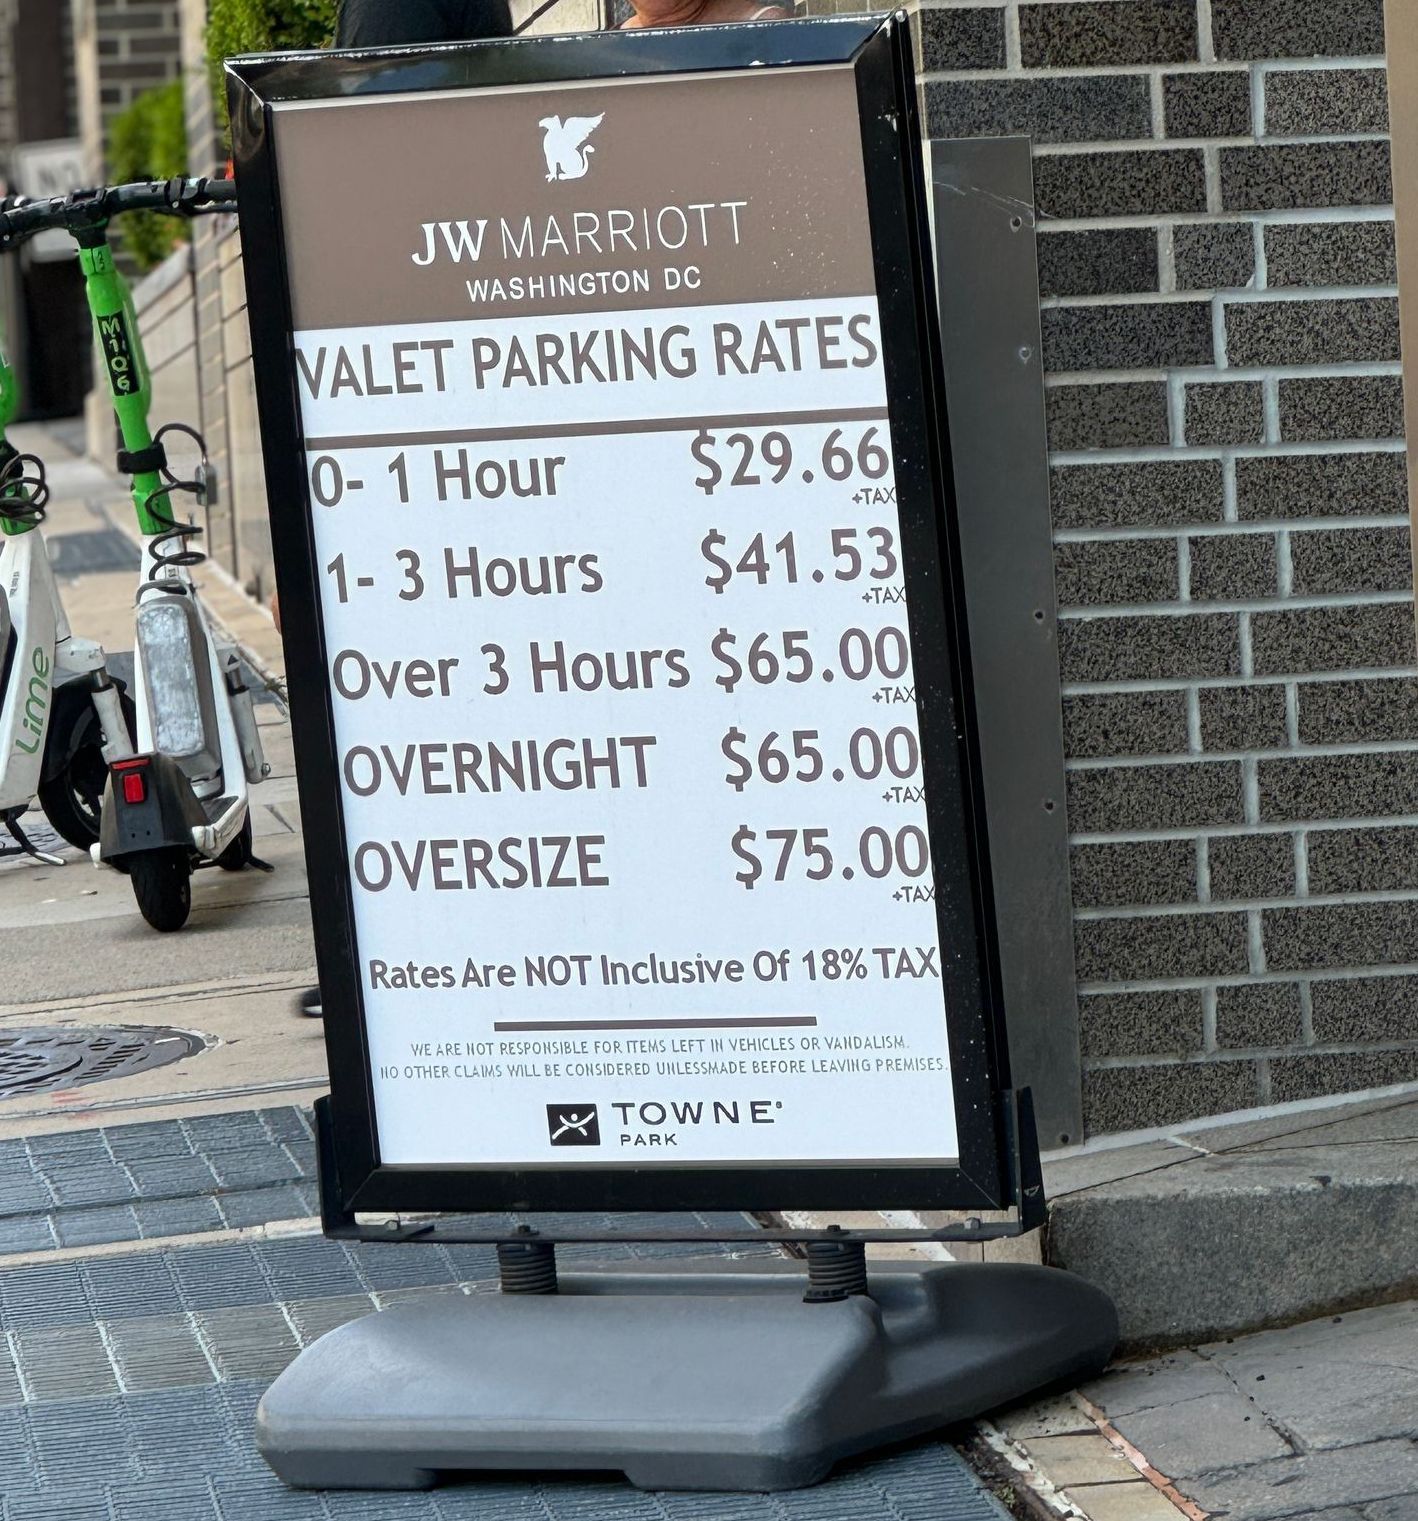 JW MARRIOTT
WASHINGTON DC
VALET PARKING RATES
0- 1 Hour $29.66
+TAX
1- 3 Hours $41.53
+TAX
Over 3 Hours $65.00
+TAX
OVERNIGHT $65.00
+TAX
OVERSIZE $75.00
+TAX
Rates Are NOT Inclusive Of 18% TAX
WE ARE NOT RESPONSIBLE FOR ITEMS LEFT IN VEHICLES OR VANDALISM.
NO OTHER CLAIMS WILL BE CONSIDERED UNLESSMADE BEFORE LEAVING PREMISES.
TOWNE®
PARK
Lime